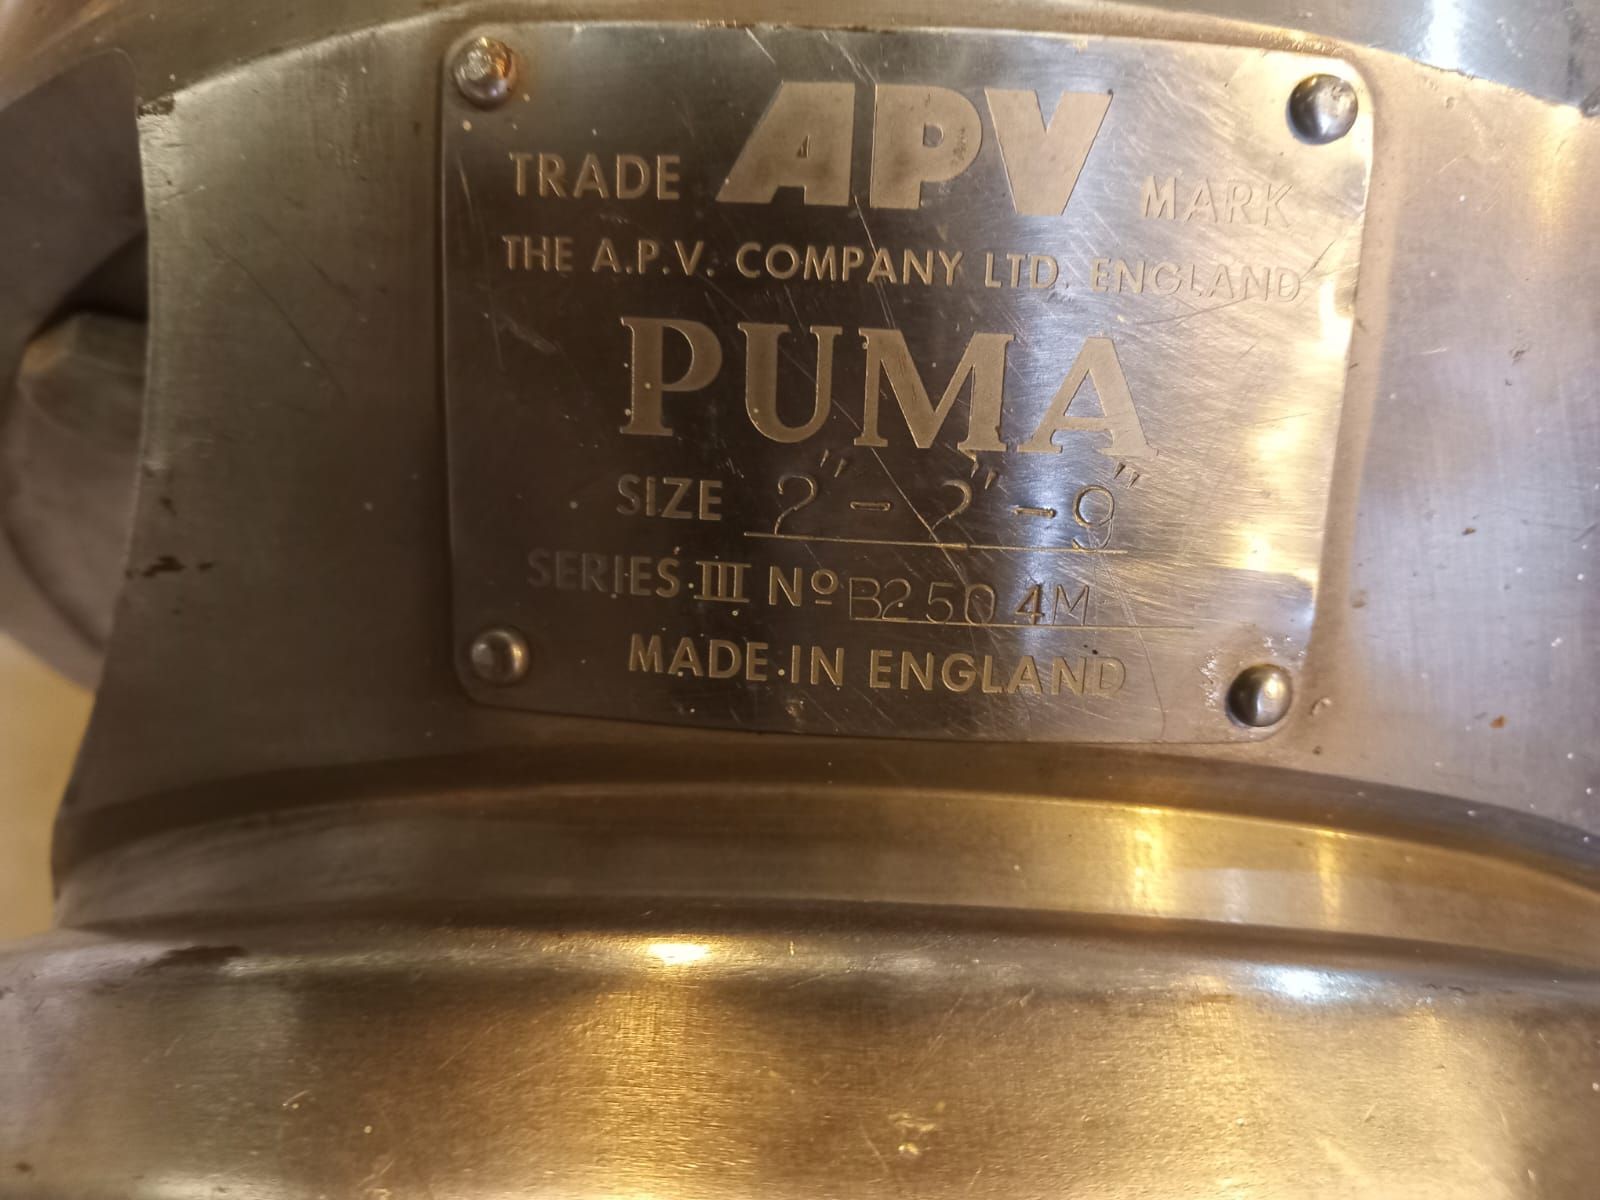 TRADE APV MARK
THE A.P.V. COMPANY LTD. ENGLAND
PUMA
SIZE 2" - 2" - 9"
SERIES III Nº B2504M
MADE IN ENGLAND